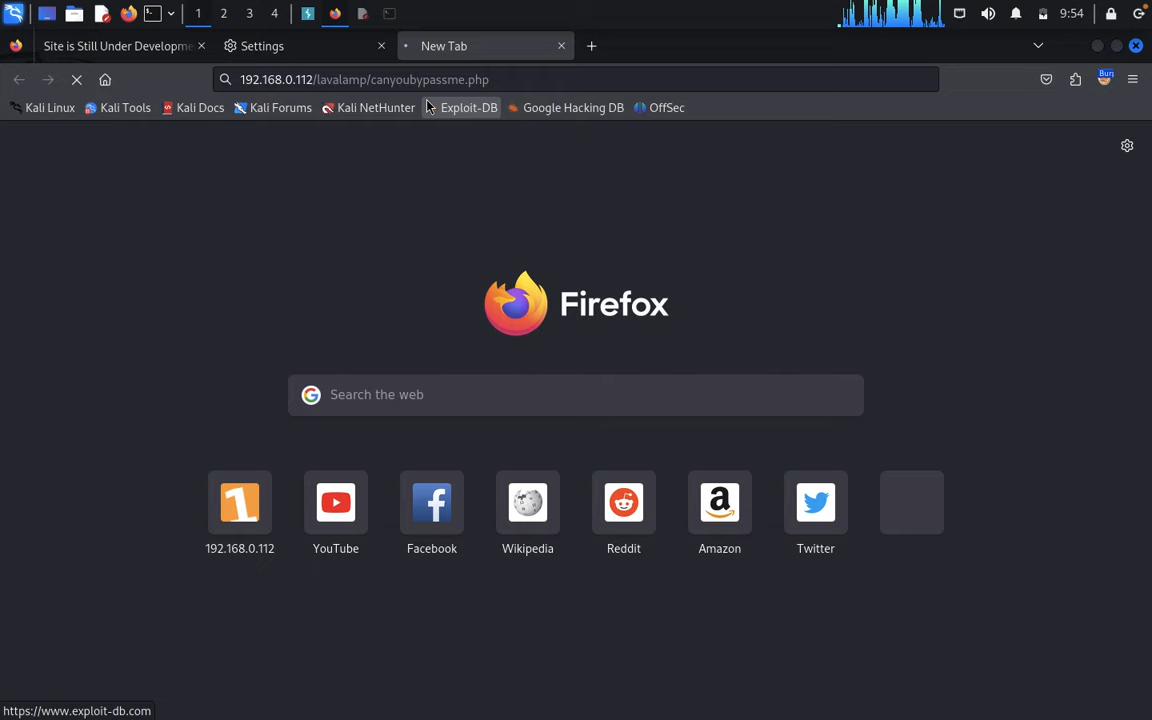 1 2 3 4 9:54
Site is Still Under Developme Settings New Tab
192.168.0.112/lavalamp/canyoubypassme.php
Burp
Kali Linux Kali Tools Kali Docs Kali Forums Kali NetHunter Exploit-DB Google Hacking DB OffSec
Firefox
Search the web
192.168.0.112 YouTube Facebook Wikipedia Reddit Amazon Twitter
https://www.exploit-db.com